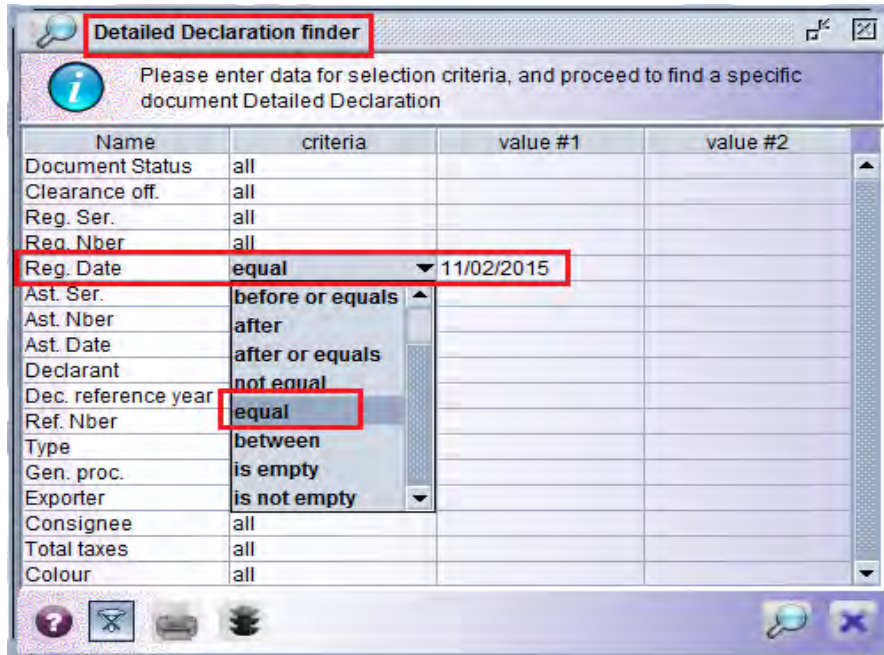 Detailed Declaration finder
Please enter data for selection criteria, and proceed to find a specific
document Detailed Declaration
Name criteria value #1 value #2
Document Status all
Clearance off. all
Reg. Ser. all
Reg. Nber all
Reg. Date equal 11/02/2015
Ast. Ser. before or equals
Ast. Nber after
Ast. Date after or equals
Declarant not equal
Dec. reference year equal
Ref. Nber
Type between
Gen. proc. is empty
Exporter is not empty
Consignee all
Total taxes all
Colour all